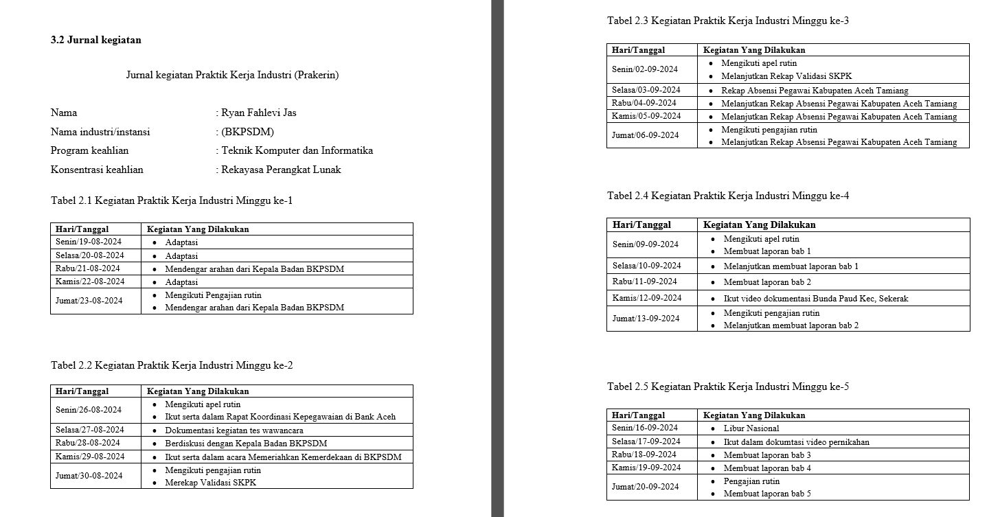 3.2 Jurnal kegiatan
Jurnal kegiatan Praktik Kerja Industri (Prakerin)
Nama : Ryan Fahlevi Jas
Nama industri/instansi : (BKPSDM)
Program keahlian : Teknik Komputer dan Informatika
Konsentrasi keahlian : Rekayasa Perangkat Lunak
Tabel 2.1 Kegiatan Praktik Kerja Industri Minggu ke-1
Hari/Tanggal Kegiatan Yang Dilakukan
Senin/19-08-2024 • Adaptasi
Selasa/20-08-2024 • Adaptasi
Rabu/21-08-2024 • Mendengar arahan dari Kepala Badan BKPSDM
Kamis/22-08-2024 • Adaptasi
Jumat/23-08-2024 • Mengikuti Pengajian rutin
• Mendengar arahan dari Kepala Badan BKPSDM
Tabel 2.2 Kegiatan Praktik Kerja Industri Minggu ke-2
Hari/Tanggal Kegiatan Yang Dilakukan
Senin/26-08-2024 • Mengikuti apel rutin
• Ikut serta dalam Rapat Koordinasi Kepegawaian di Bank Aceh
Selasa/27-08-2024 • Dokumentasi kegiatan tes wawancara
Rabu/28-08-2024 • Berdiskusi dengan Kepala Badan BKPSDM
Kamis/29-08-2024 • Ikut serta dalam acara Memeriahkan Kemerdekaan di BKPSDM
Jumat/30-08-2024 • Mengikuti pengajian rutin
• Merekap Validasi SKPK
Tabel 2.3 Kegiatan Praktik Kerja Industri Minggu ke-3
Hari/Tanggal Kegiatan Yang Dilakukan
Senin/02-09-2024 • Mengikuti apel rutin
• Melanjutkan Rekap Validasi SKPK
Selasa/03-09-2024 • Rekap Absensi Pegawai Kabupaten Aceh Tamiang
Rabu/04-09-2024 • Melanjutkan Rekap Absensi Pegawai Kabupaten Aceh Tamiang
Kamis/05-09-2024 • Melanjutkan Rekap Absensi Pegawai Kabupaten Aceh Tamiang
Jumat/06-09-2024 • Mengikuti pengajian rutin
• Melanjutkan Rekap Absensi Pegawai Kabupaten Aceh Tamiang
Tabel 2.4 Kegiatan Praktik Kerja Industri Minggu ke-4
Hari/Tanggal Kegiatan Yang Dilakukan
Senin/09-09-2024 • Mengikuti apel rutin
• Membuat laporan bab 1
Selasa/10-09-2024 • Melanjutkan membuat laporan bab 1
Rabu/11-09-2024 • Membuat laporan bab 2
Kamis/12-09-2024 • Ikut video dokumentasi Bunda Paud Kec, Sekerak
Jumat/13-09-2024 • Mengikuti pengajian rutin
• Melanjutkan membuat laporan bab 2
Tabel 2.5 Kegiatan Praktik Kerja Industri Minggu ke-5
Hari/Tanggal Kegiatan Yang Dilakukan
Senin/16-09-2024 • Libur Nasional
Selasa/17-09-2024 • Ikut dalam dokumtasi video pernikahan
Rabu/18-09-2024 • Membuat laporan bab 3
Kamis/19-09-2024 • Membuat laporan bab 4
Jumat/20-09-2024 • Pengajian rutin
• Membuat laporan bab 5